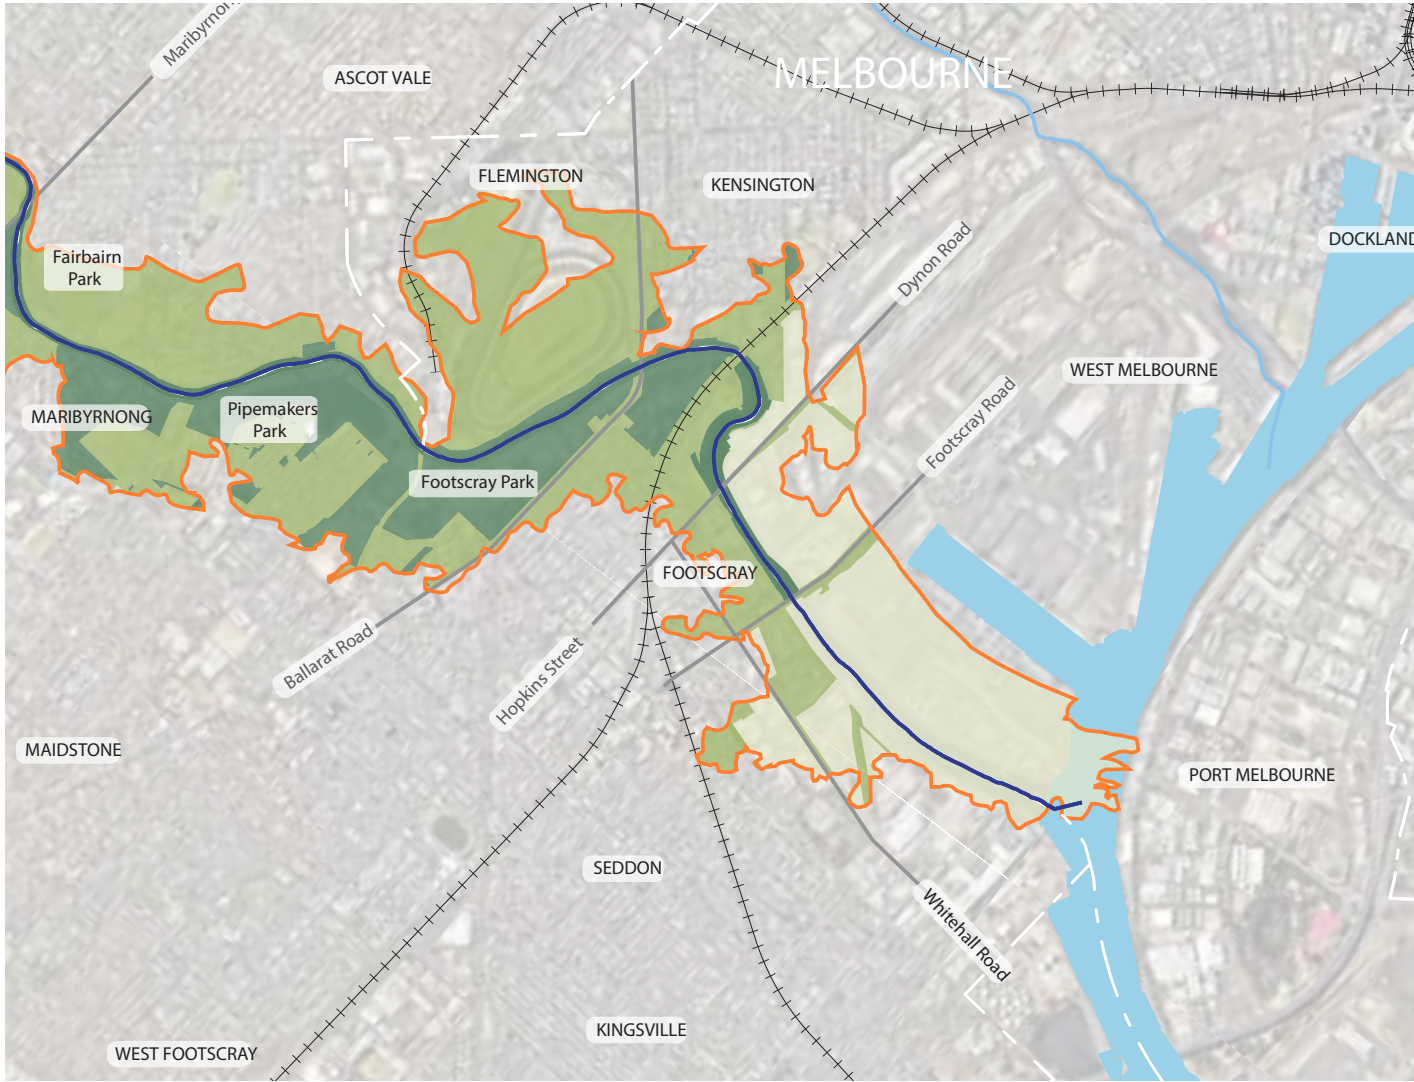 Maribyrnon
MELBOURNE
ASCOT VALE
FLEMINGTON
KENSINGTON
DOCKLAND
Fairbairn
Park
Dynon Road
WEST MELBOURNE
MARIBYRNONG
Pipemakers
Park
Footscray Road
Footscray Park
FOOTSCRAY
Ballarat Road
Hopkins Street
MAIDSTONE
PORT MELBOURNE
SEDDON
Whitehall Road
KINGSVILLE
WEST FOOTSCRAY